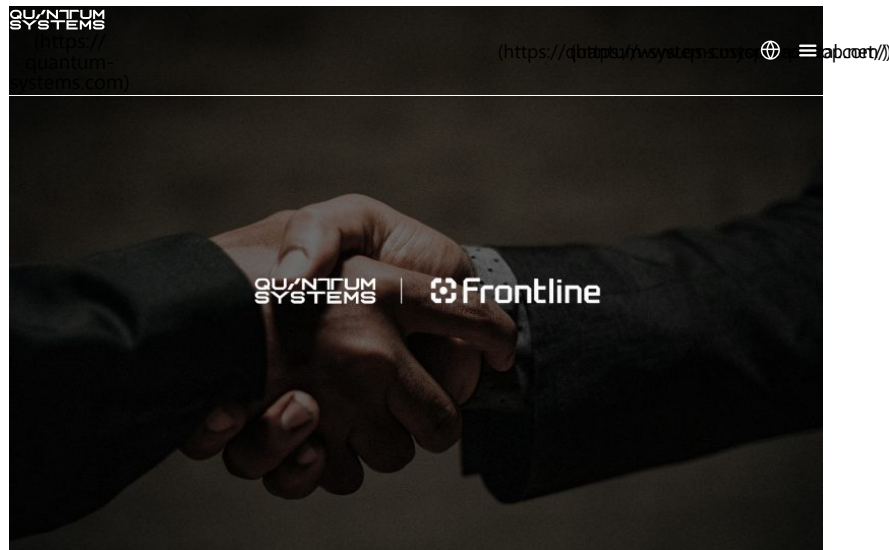 QUANTUM
SYSTEMS
(https://
quantum-
systems.com)
QUANTUM
SYSTEMS | Frontline